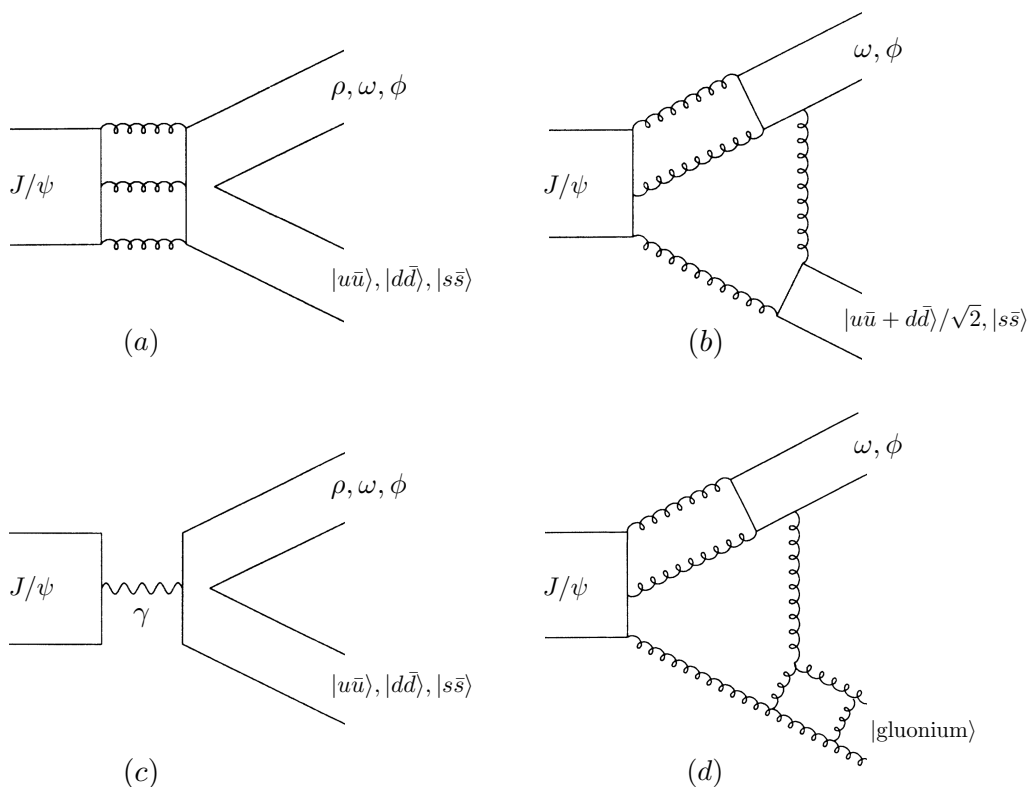 ρ, ω, ϕ
J/ψ
|uū⟩, |dd̄⟩, |ss̄⟩
(a)
ω, ϕ
J/ψ
|uū + dd̄⟩/√2, |ss̄⟩
(b)
ρ, ω, ϕ
J/ψ
γ
|uū⟩, |dd̄⟩, |ss̄⟩
(c)
ω, ϕ
J/ψ
|gluonium⟩
(d)